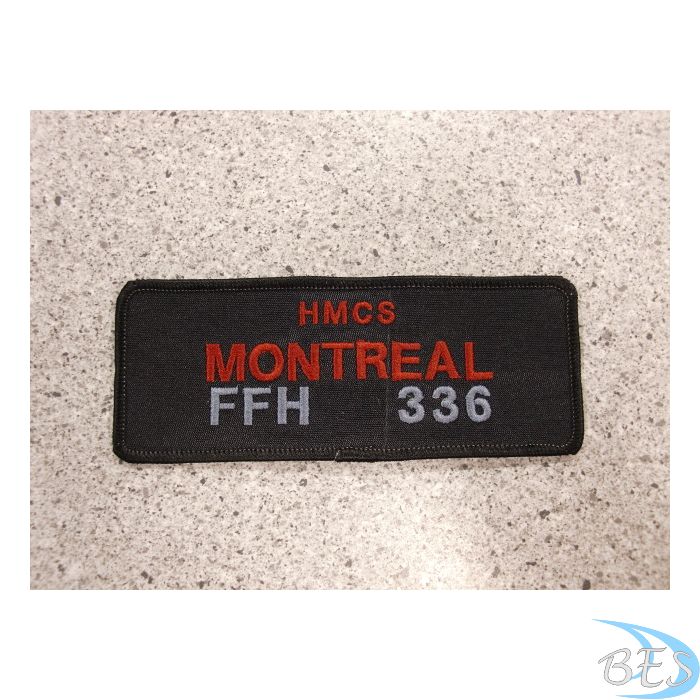 HMCS
MONTREAL
FFH 336
BES